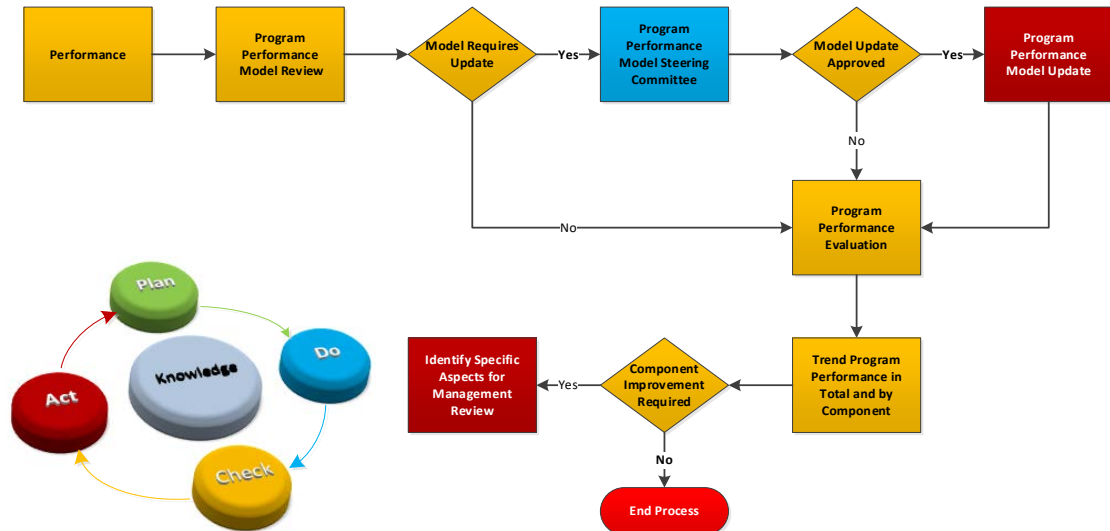 Performance
Program
Performance
Model Review
Model Requires
Update
Yes
Program
Performance
Model Steering
Committee
Model Update
Approved
Yes
Program
Performance
Model Update
No
No
Program
Performance
Evaluation
Plan
Do
Knowledge
Act
Check
Identify Specific
Aspects for
Management
Review
Yes
Component
Improvement
Required
Trend Program
Performance in
Total and by
Component
No
End Process